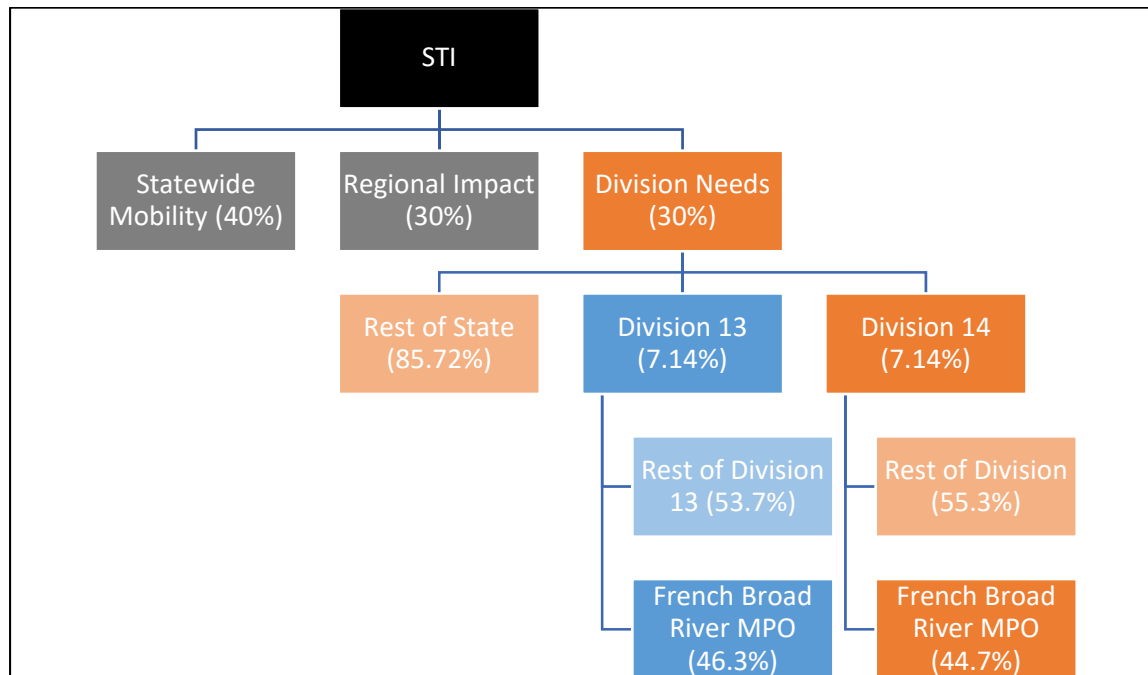 STI
Statewide
Mobility (40%)
Regional Impact
(30%)
Division Needs
(30%)
Rest of State
(85.72%)
Division 13
(7.14%)
Division 14
(7.14%)
Rest of Division
13 (53.7%)
Rest of Division
(55.3%)
French Broad
River MPO
(46.3%)
French Broad
River MPO
(44.7%)